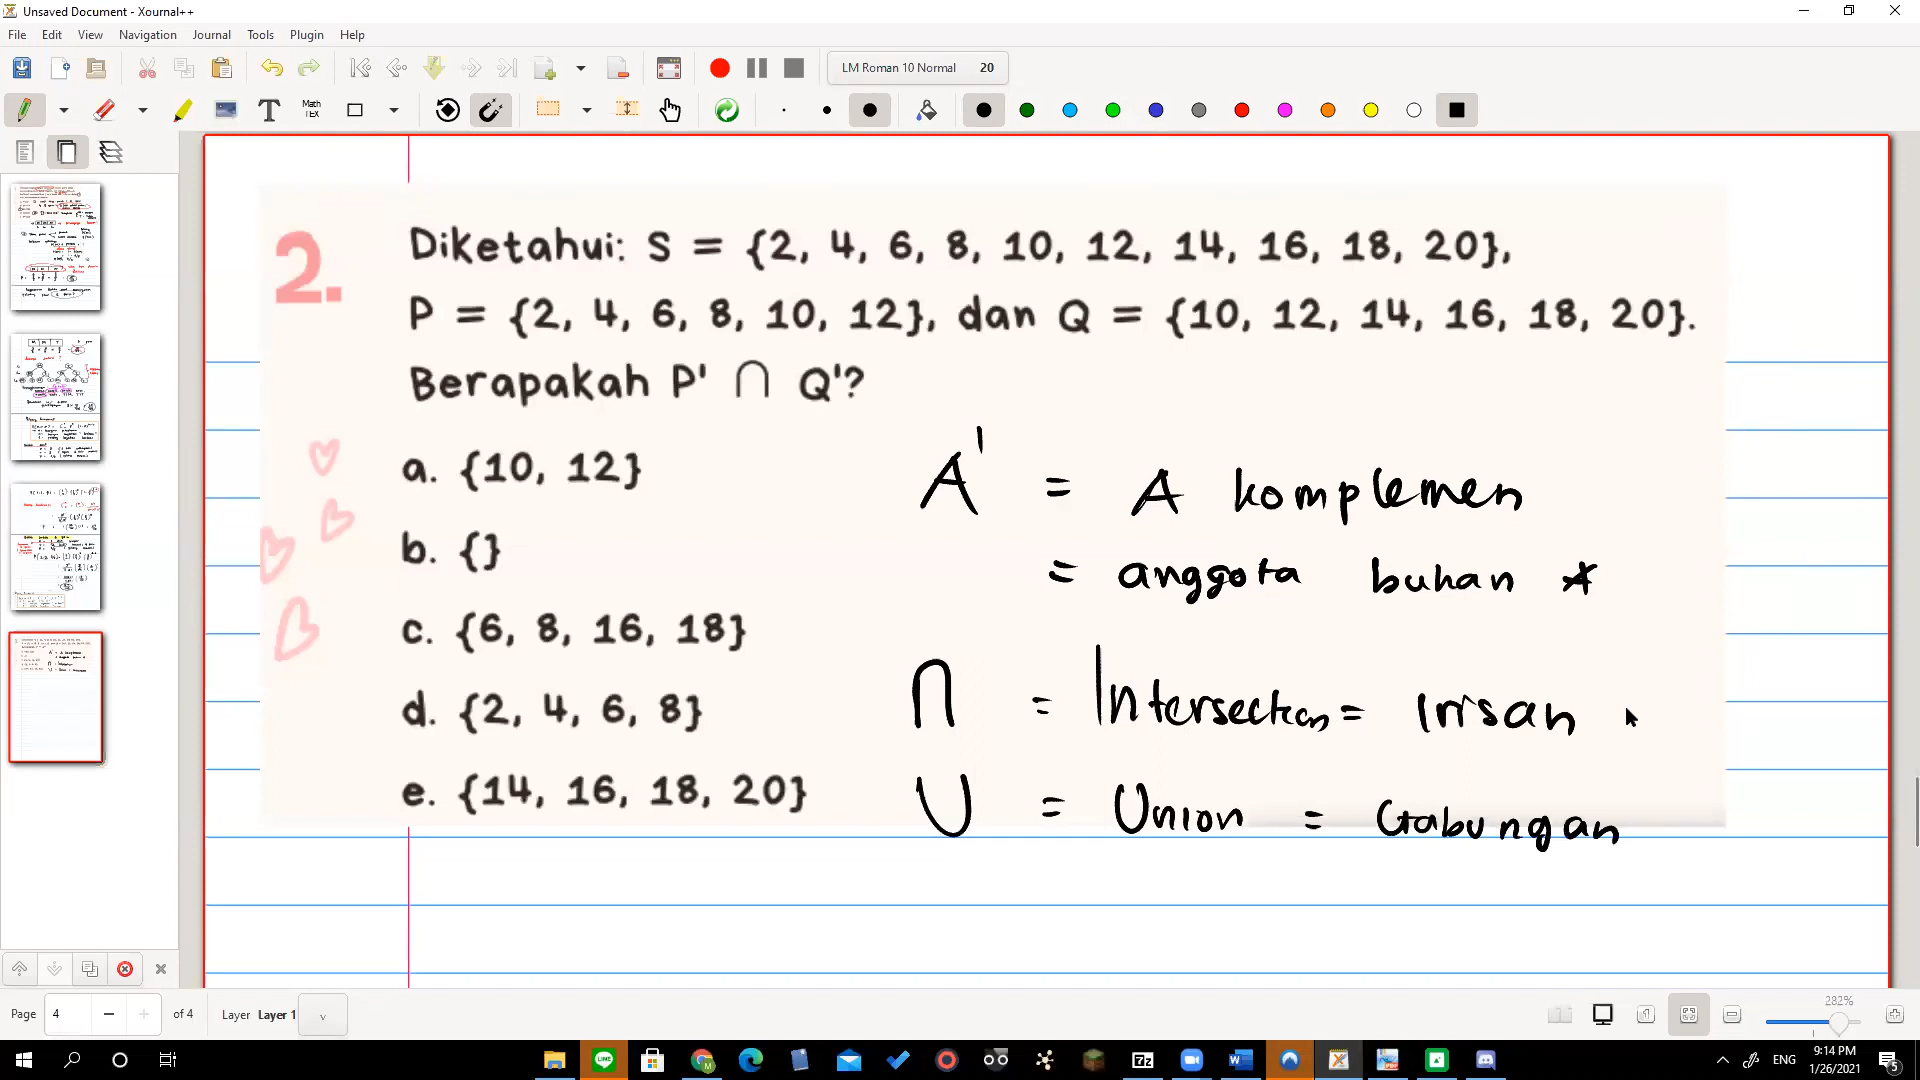 Unsaved Document - Xournal++
File Edit View Navigation Journal Tools Plugin Help
LM Roman 10 Normal 20
Math
TEX
2. Diketahui: S = {2, 4, 6, 8, 10, 12, 14, 16, 18, 20},
P = {2, 4, 6, 8, 10, 12}, dan Q = {10, 12, 14, 16, 18, 20}.
Berapakah P' ∩ Q'?
a. {10, 12}
b. {}
c. {6, 8, 16, 18}
d. {2, 4, 6, 8}
e. {14, 16, 18, 20}
A' = A komplemen
= anggota bukan A
∩ = Intersection = Irisan
U = Union = Gabungan
Page 4 of 4 Layer Layer 1 v
282%
ENG
9:14 PM
1/26/2021
5